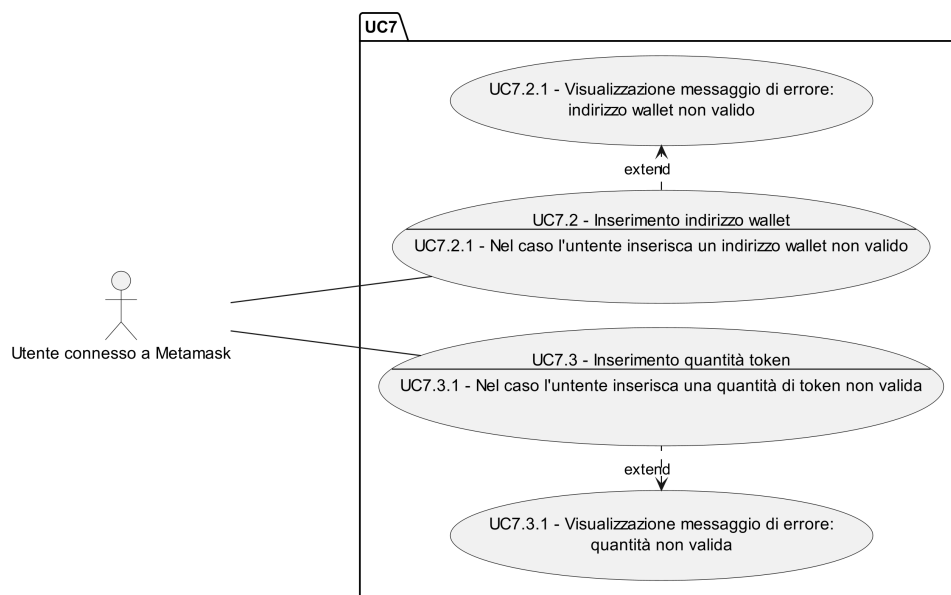 UC7
UC7.2.1 - Visualizzazione messaggio di errore:
indirizzo wallet non valido
extend
UC7.2 - Inserimento indirizzo wallet
UC7.2.1 - Nel caso l'untente inserisca un indirizzo wallet non valido
Utente connesso a Metamask
UC7.3 - Inserimento quantità token
UC7.3.1 - Nel caso l'untente inserisca una quantità di token non valida
extend
UC7.3.1 - Visualizzazione messaggio di errore:
quantità non valida